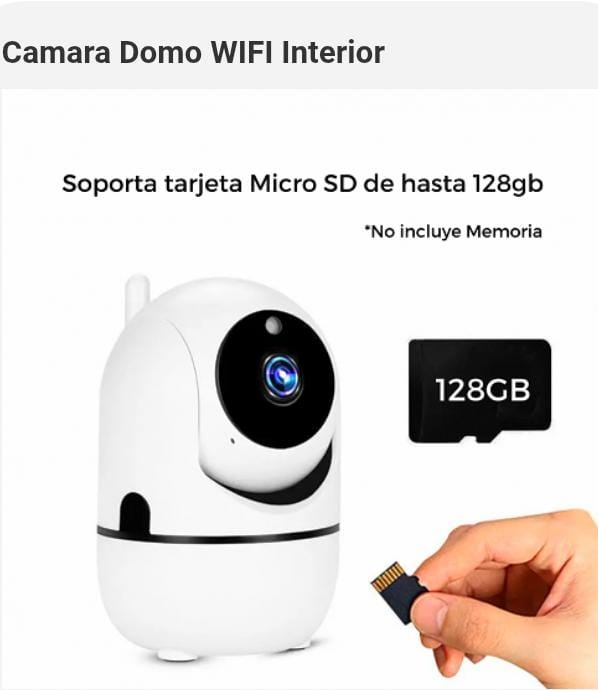 Camara Domo WIFI Interior
Soporta tarjeta Micro SD de hasta 128gb
*No incluye Memoria
128GB